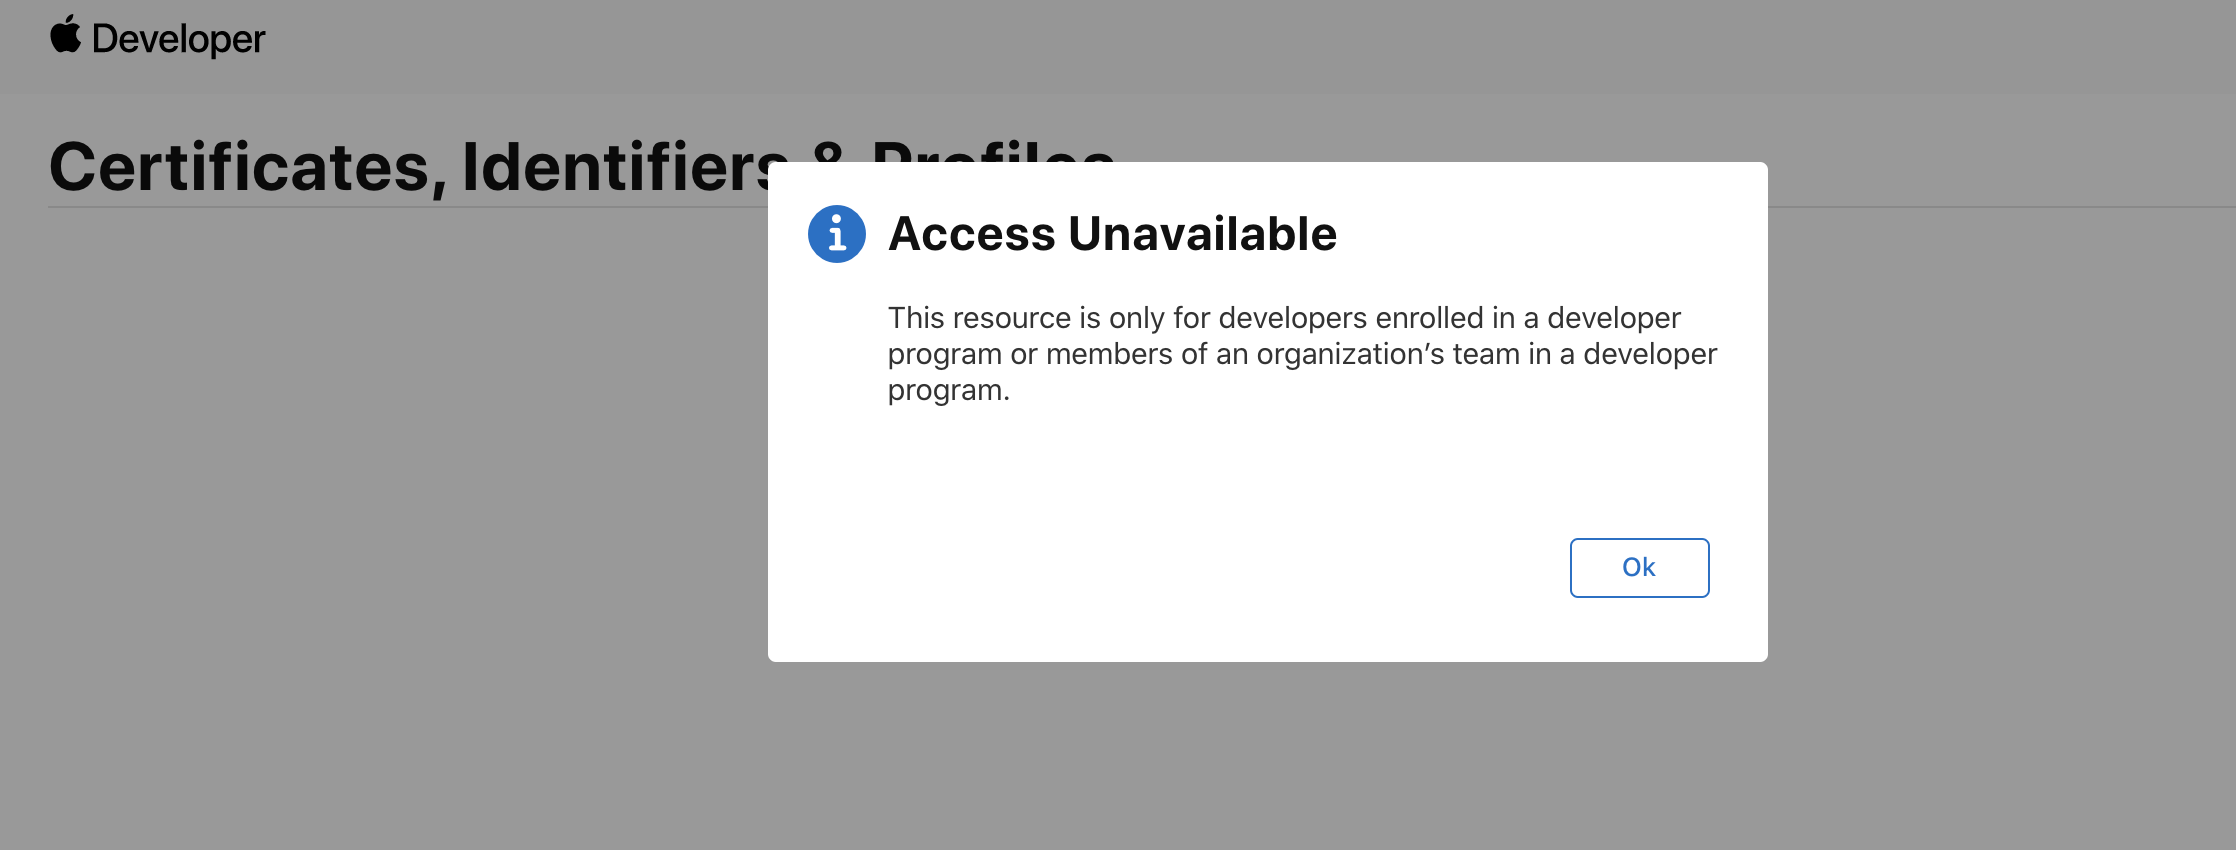 Developer
Certificates, Identifiers & Profiles
Access Unavailable
This resource is only for developers enrolled in a developer
program or members of an organization’s team in a developer
program.
Ok